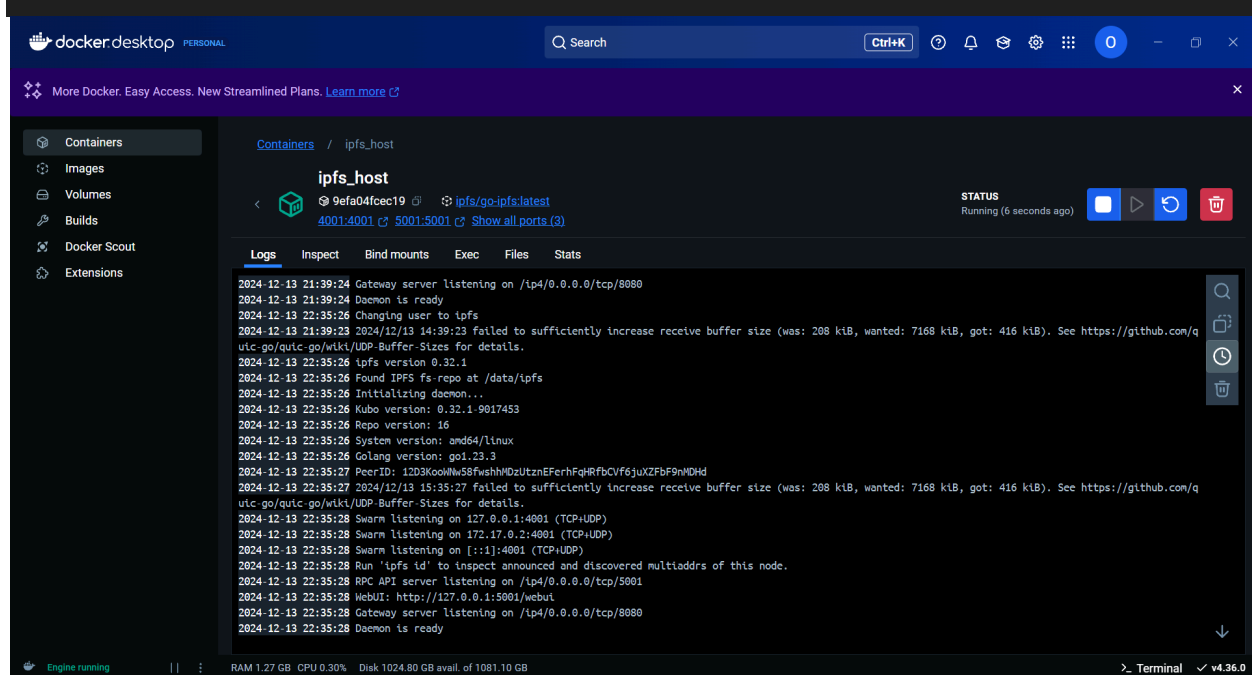 docker.desktop PERSONAL
Search
Ctrl+K
O
More Docker. Easy Access. New Streamlined Plans. Learn more
Containers
Images
Volumes
Builds
Docker Scout
Extensions
Containers / ipfs_host
ipfs_host
9efa04fcec19 ipfs/go-ipfs:latest
4001:4001 5001:5001 Show all ports (3)
STATUS
Running (6 seconds ago)
Logs Inspect Bind mounts Exec Files Stats
2024-12-13 21:39:24 Gateway server listening on /ip4/0.0.0.0/tcp/8080
2024-12-13 21:39:24 Daemon is ready
2024-12-13 22:35:26 Changing user to ipfs
2024-12-13 21:39:23 2024/12/13 14:39:23 failed to sufficiently increase receive buffer size (was: 208 kiB, wanted: 7168 kiB, got: 416 kiB). See https://github.com/q
uic-go/quic-go/wiki/UDP-Buffer-Sizes for details.
2024-12-13 22:35:26 ipfs version 0.32.1
2024-12-13 22:35:26 Found IPFS fs-repo at /data/ipfs
2024-12-13 22:35:26 Initializing daemon...
2024-12-13 22:35:26 Kubo version: 0.32.1-9017453
2024-12-13 22:35:26 Repo version: 16
2024-12-13 22:35:26 System version: amd64/linux
2024-12-13 22:35:26 Golang version: go1.23.3
2024-12-13 22:35:27 PeerID: 12D3KooWNw58fwshhMDzUtznEFerhFqHRfbCVf6juXZFbF9nMDHd
2024-12-13 22:35:27 2024/12/13 15:35:27 failed to sufficiently increase receive buffer size (was: 208 kiB, wanted: 7168 kiB, got: 416 kiB). See https://github.com/q
uic-go/quic-go/wiki/UDP-Buffer-Sizes for details.
2024-12-13 22:35:28 Swarm listening on 127.0.0.1:4001 (TCP+UDP)
2024-12-13 22:35:28 Swarm listening on 172.17.0.2:4001 (TCP+UDP)
2024-12-13 22:35:28 Swarm listening on [::1]:4001 (TCP+UDP)
2024-12-13 22:35:28 Run 'ipfs id' to inspect announced and discovered multiaddrs of this node.
2024-12-13 22:35:28 RPC API server listening on /ip4/0.0.0.0/tcp/5001
2024-12-13 22:35:28 WebUI: http://127.0.0.1:5001/webui
2024-12-13 22:35:28 Gateway server listening on /ip4/0.0.0.0/tcp/8080
2024-12-13 22:35:28 Daemon is ready
Engine running
RAM 1.27 GB CPU 0.30% Disk 1024.80 GB avail. of 1081.10 GB
>_ Terminal
v4.36.0